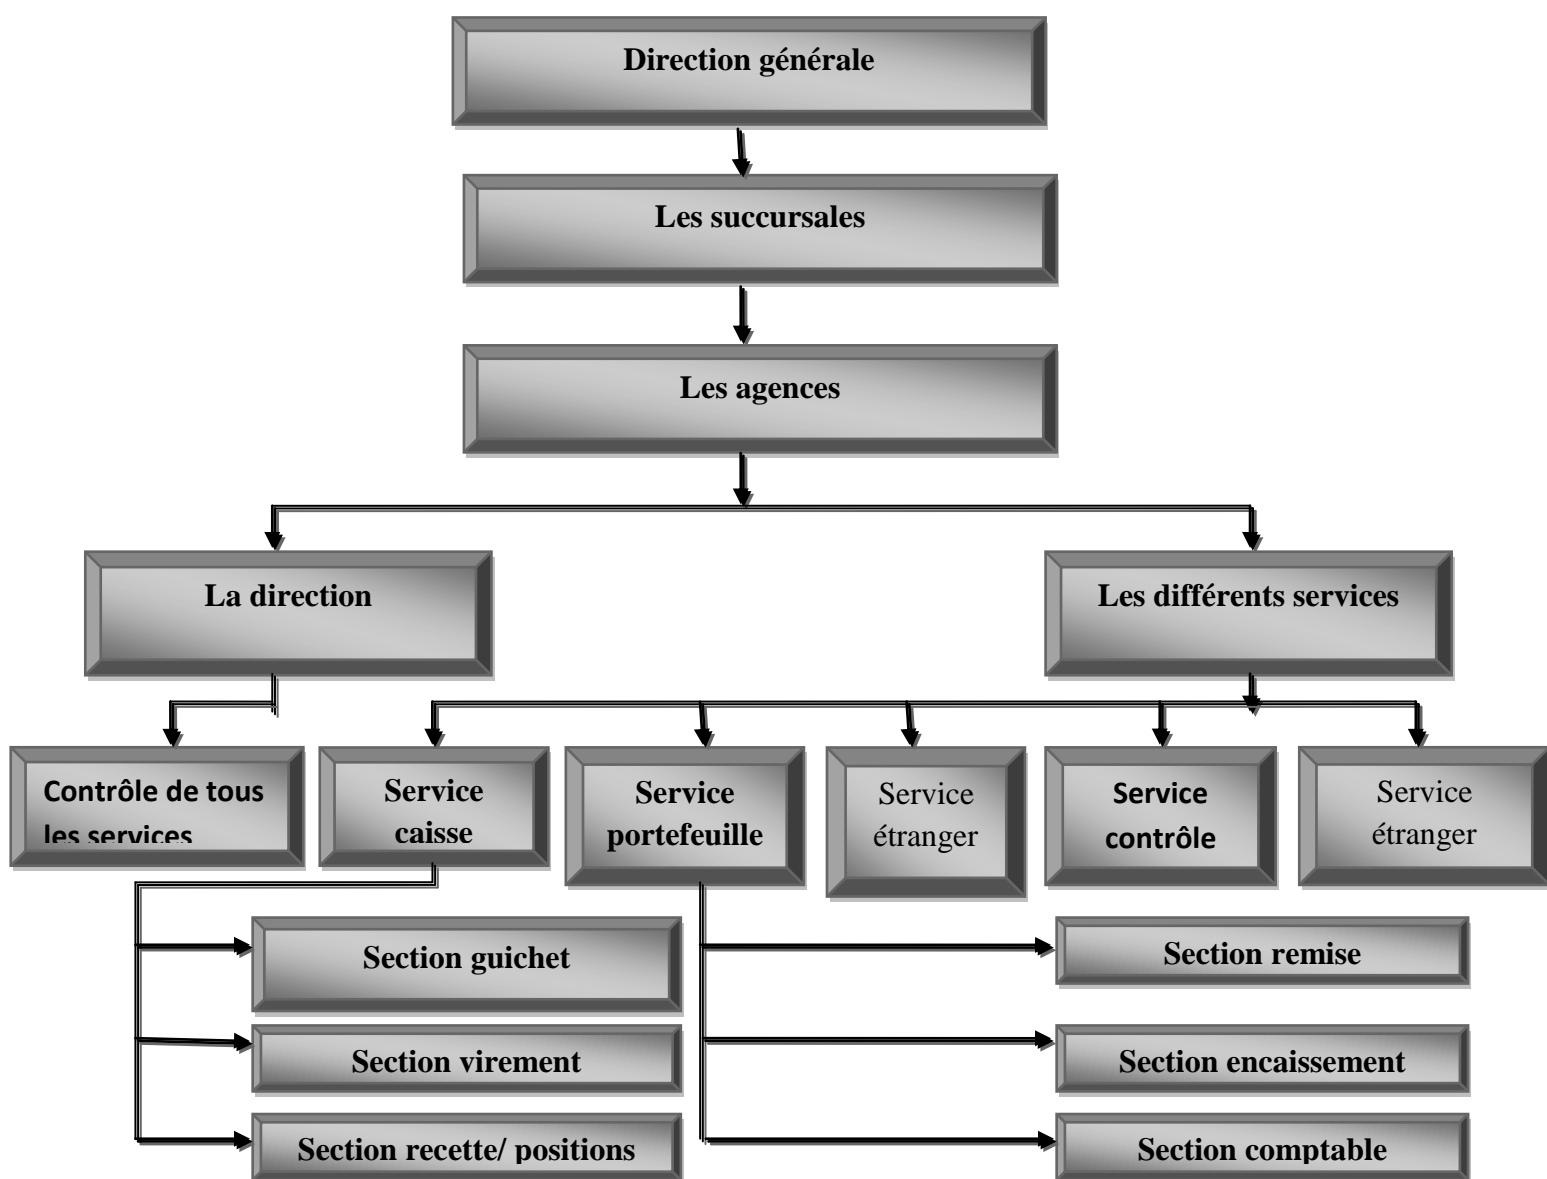 Direction générale
Les succursales
Les agences
La direction
Les différents services
Contrôle de tous
les services
Service
caisse
Service
portefeuille
Service
étranger
Service
contrôle
Service
étranger
Section guichet
Section remise
Section virement
Section encaissement
Section recette/ positions
Section comptable